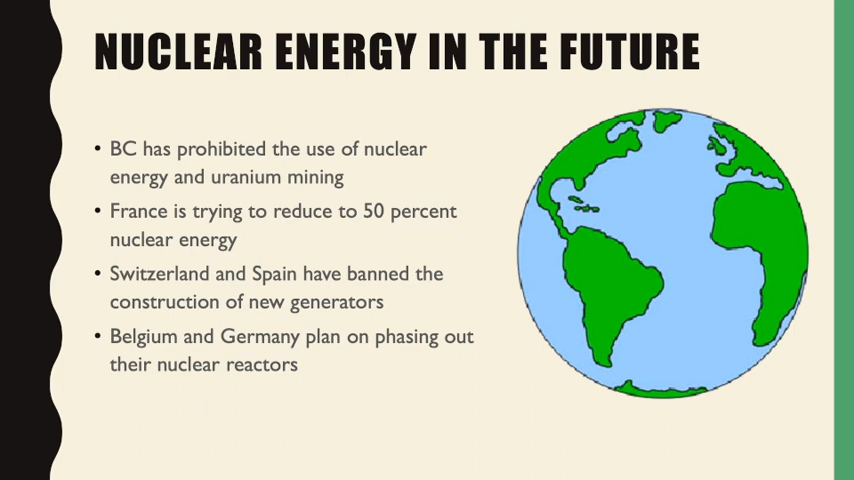 NUCLEAR ENERGY IN THE FUTURE
• BC has prohibited the use of nuclear
energy and uranium mining
• France is trying to reduce to 50 percent
nuclear energy
• Switzerland and Spain have banned the
construction of new generators
• Belgium and Germany plan on phasing out
their nuclear reactors